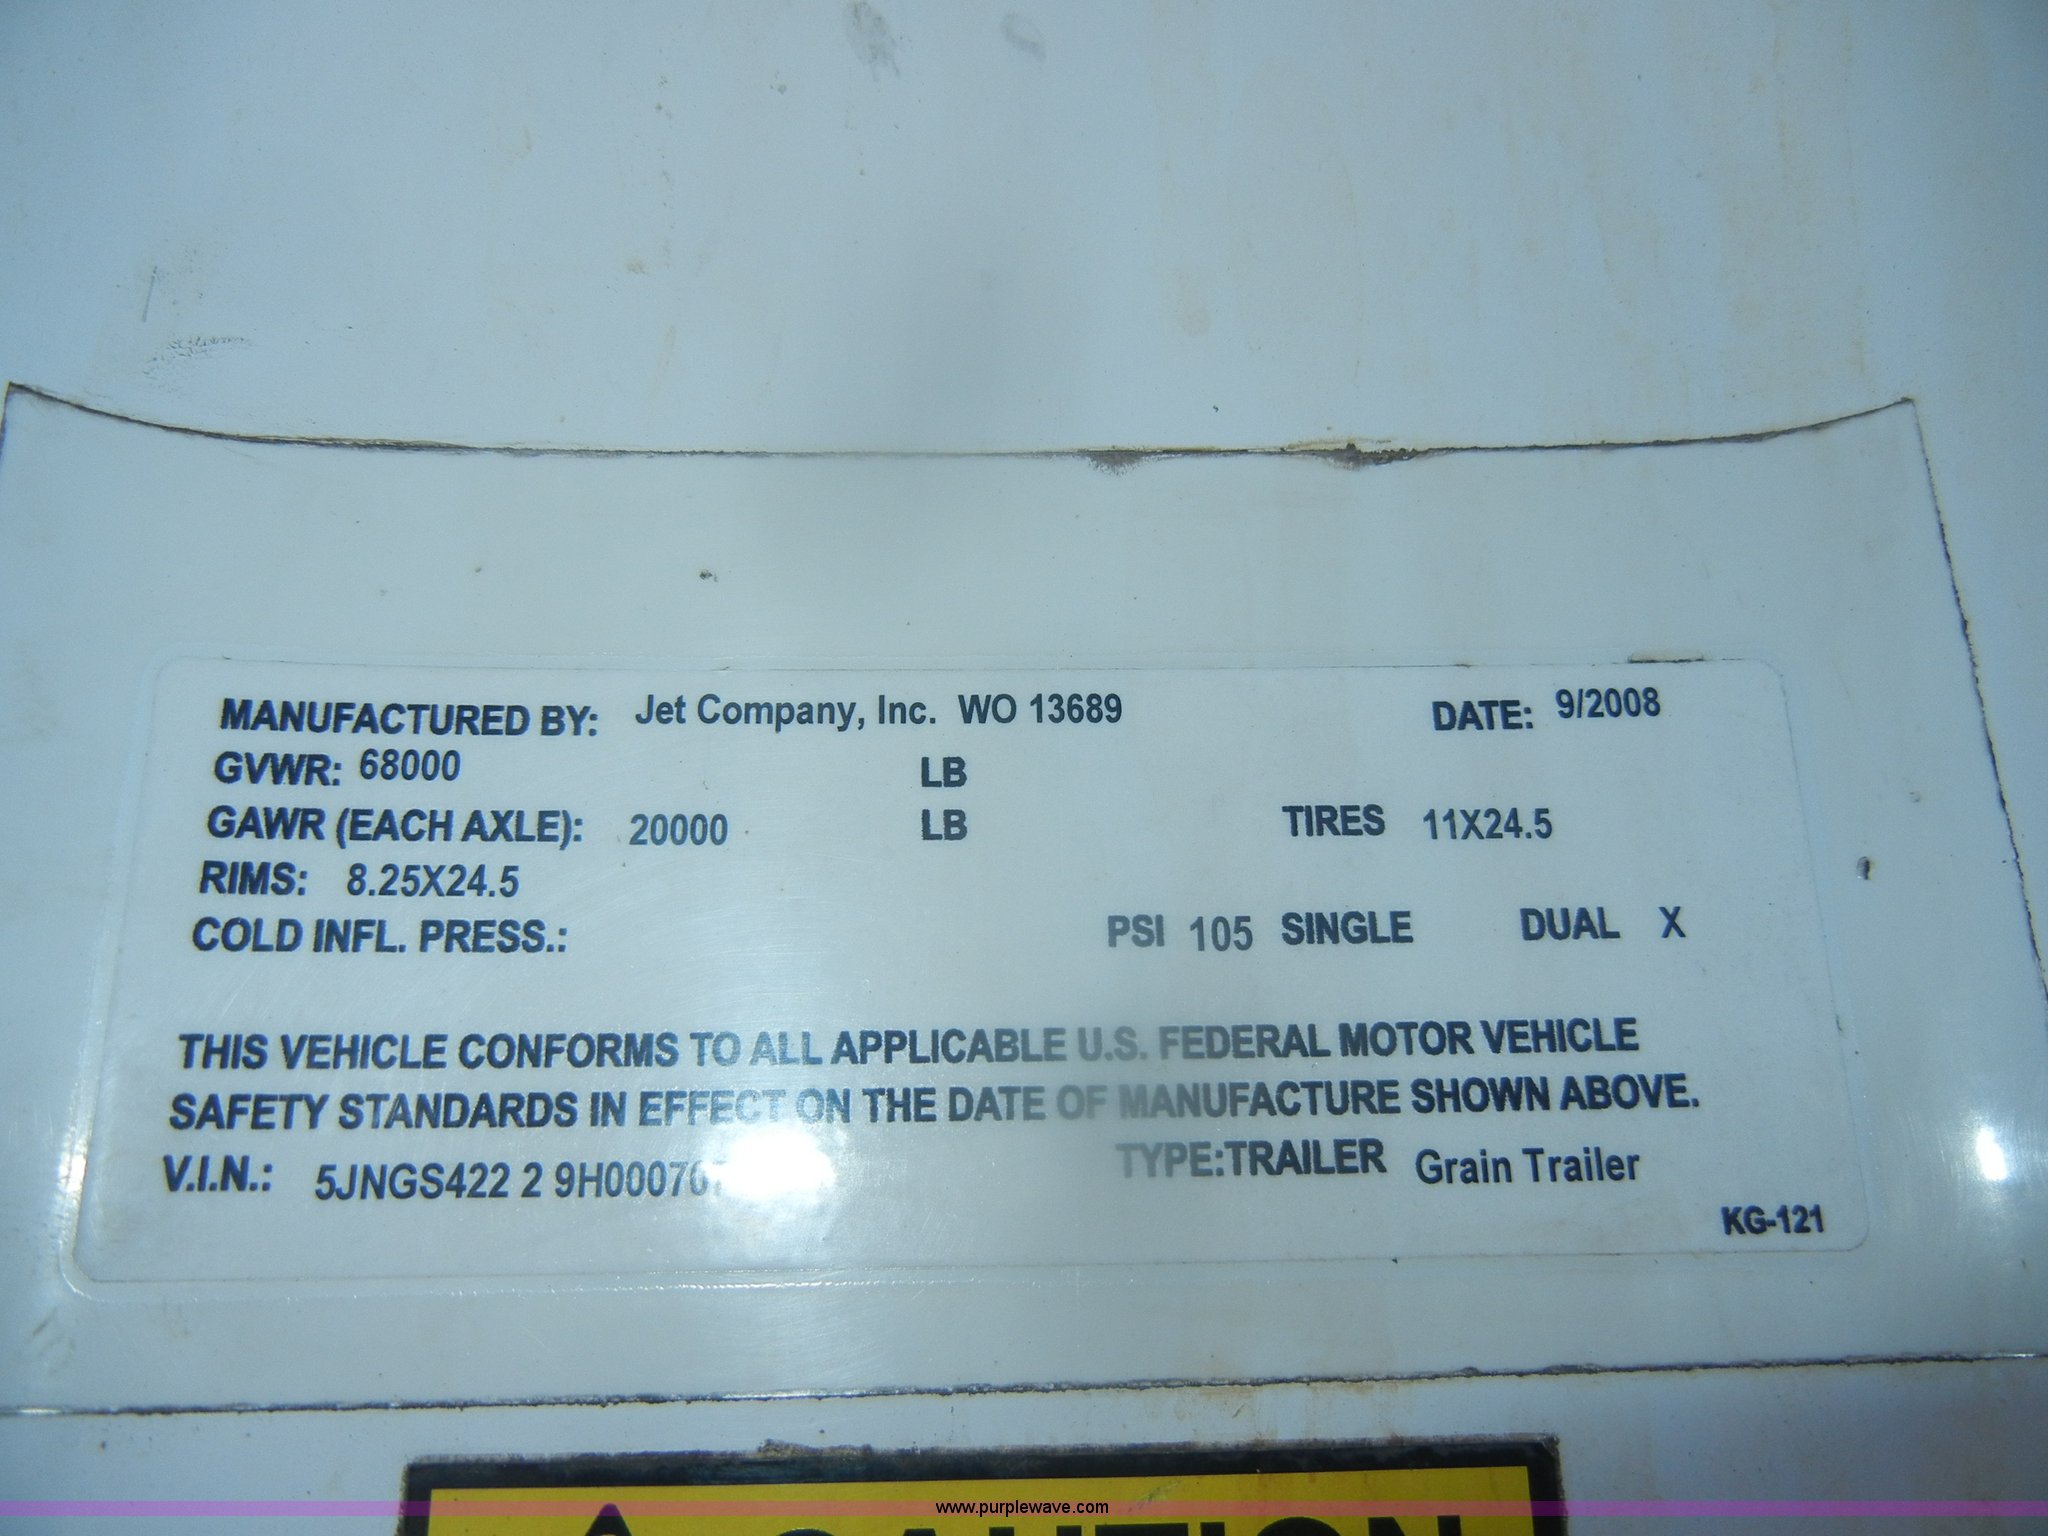 MANUFACTURED BY: Jet Company, Inc. WO 13689 DATE: 9/2008
GVWR: 68000 LB
GAWR (EACH AXLE): 20000 LB TIRES 11X24.5
RIMS: 8.25X24.5
COLD INFL. PRESS.: PSI 105 SINGLE DUAL X
THIS VEHICLE CONFORMS TO ALL APPLICABLE U.S. FEDERAL MOTOR VEHICLE
SAFETY STANDARDS IN EFFECT ON THE DATE OF MANUFACTURE SHOWN ABOVE.
V.I.N.: 5JNGS422 2 TYPE:TRAILER Grain Trailer
KG-121
www.purplewave.com
CAUTION